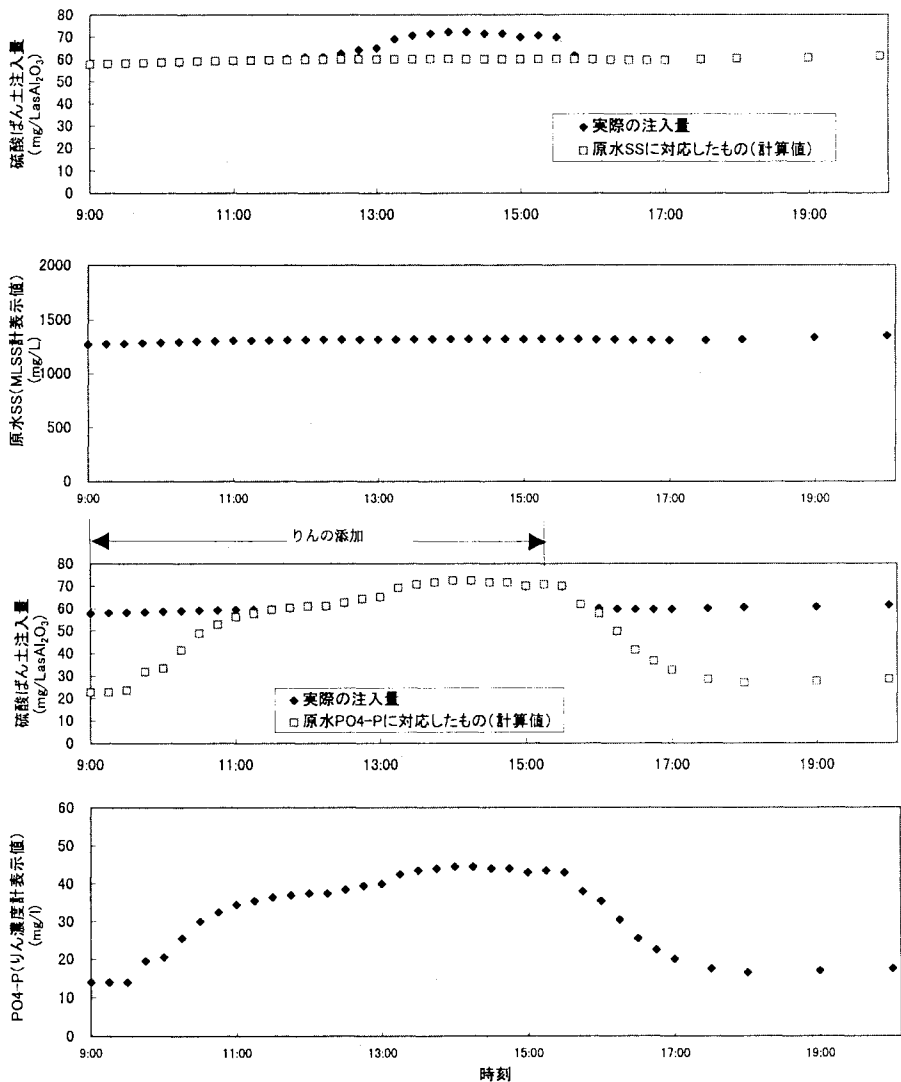 硫酸ばん土注入量
(mg/LasAl₂O₃)
80
70
60
50
40
30
20
10
0
◆ 実際の注入量
□ 原水SSに対応したもの(計算値)
9:00 11:00 13:00 15:00 17:00 19:00
原水SS(MLSS計表示値)
(mg/L)
2000
1500
1000
500
0
9:00 11:00 13:00 15:00 17:00 19:00
りんの添加
硫酸ばん土注入量
(mg/LasAl₂O₃)
80
70
60
50
40
30
20
10
0
◆ 実際の注入量
□ 原水PO4-Pに対応したもの(計算値)
9:00 11:00 13:00 15:00 17:00 19:00
PO4-P(りん濃度計表示値)
(mg/l)
60
50
40
30
20
10
0
9:00 11:00 13:00 15:00 17:00 19:00
時刻